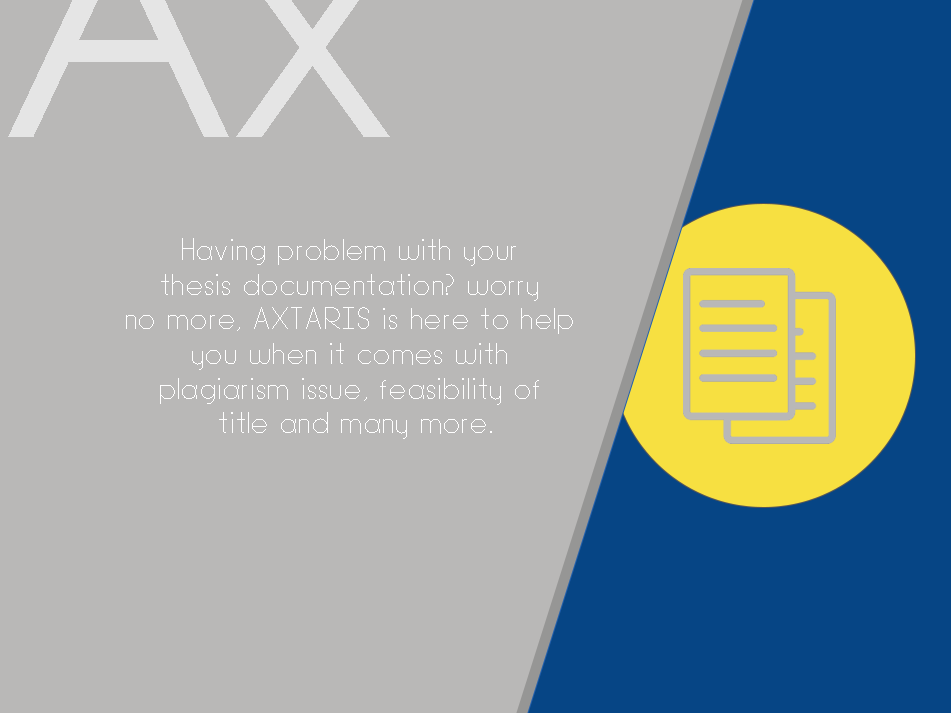 Ax
Having problem with your
thesis documentation? worry
no more, AXTARIS is here to help
you when it comes with
plagiarism issue, feasibility of
title and many more.